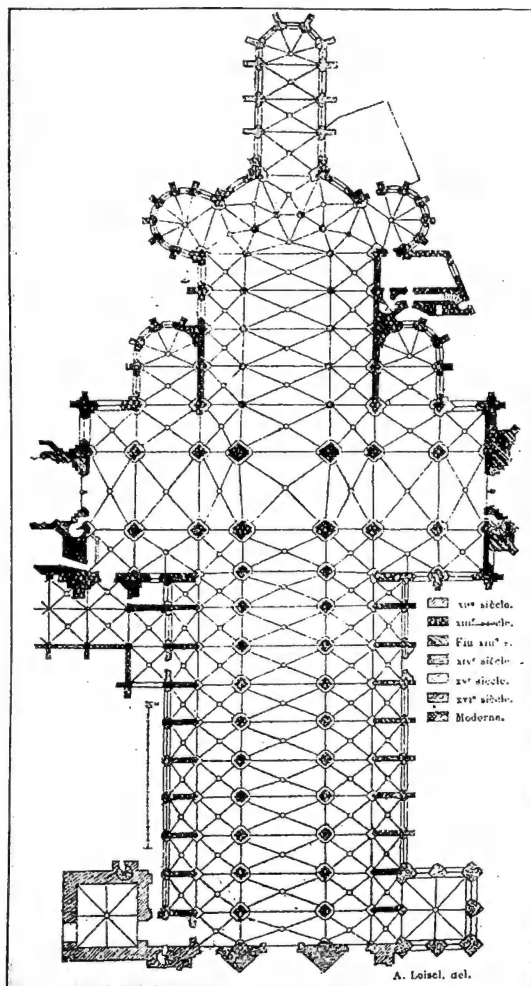 XIIᵉ siècle.
XIIIᵉ siècle.
Fin XIIIᵉ s.
XIVᵉ siècle.
XVᵉ siècle.
XVIᵉ siècle.
Moderne.
A. Loisel, del.